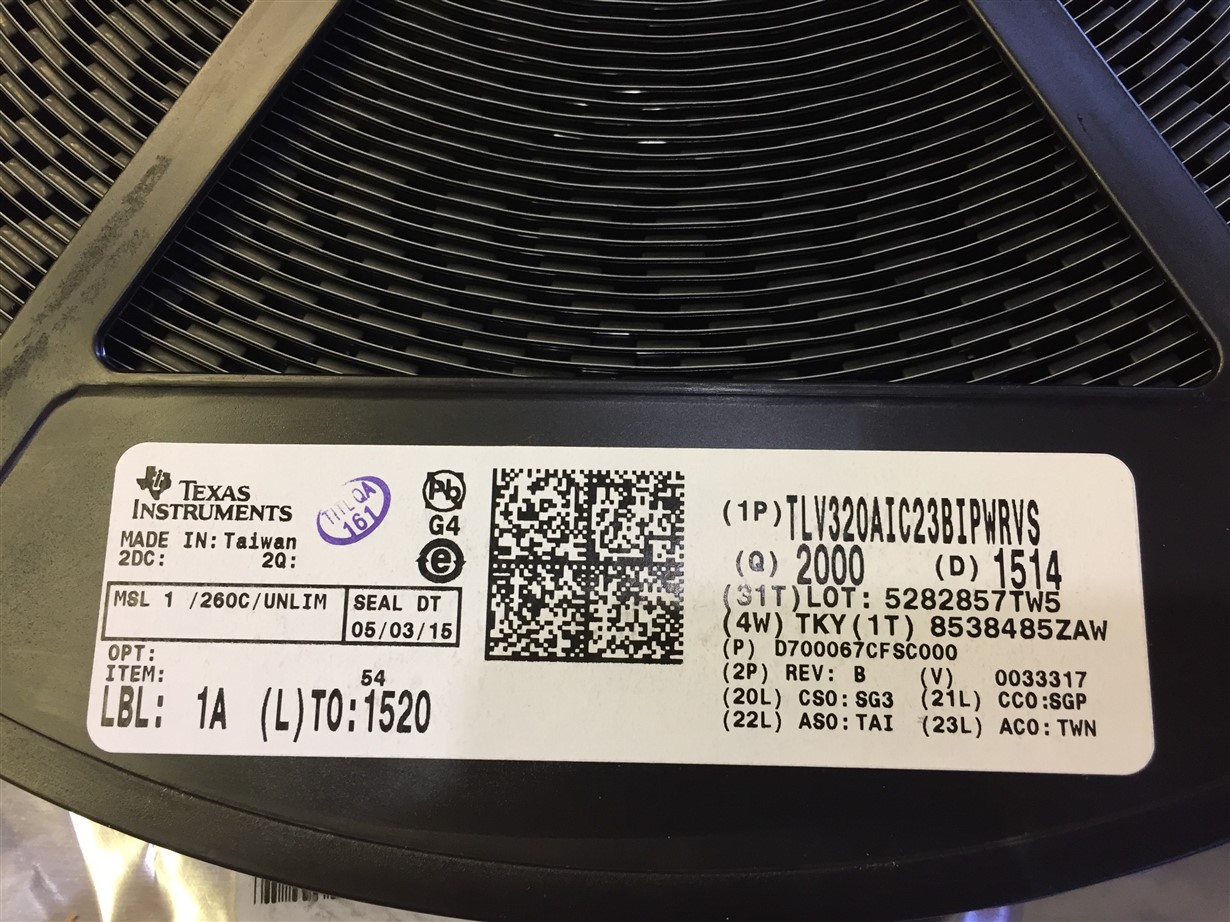 TEXAS
INSTRUMENTS
MADE IN: Taiwan
2DC: 2Q:
TITLQA
161
Pb
G4
e
MSL 1 /260C/UNLIM
SEAL DT
05/03/15
OPT:
ITEM:
54
LBL: 1A (L)TO:1520
(1P)TLV320AIC23BIPWRVS
(Q) 2000 (D) 1514
(31T)LOT: 5282857TW5
(4W) TKY(1T) 8538485ZAW
(P) D700067CFSC000
(2P) REV: B (V) 0033317
(20L) CSO:SG3 (21L) CCO:SGP
(22L) ASO:TAI (23L) ACO:TWN